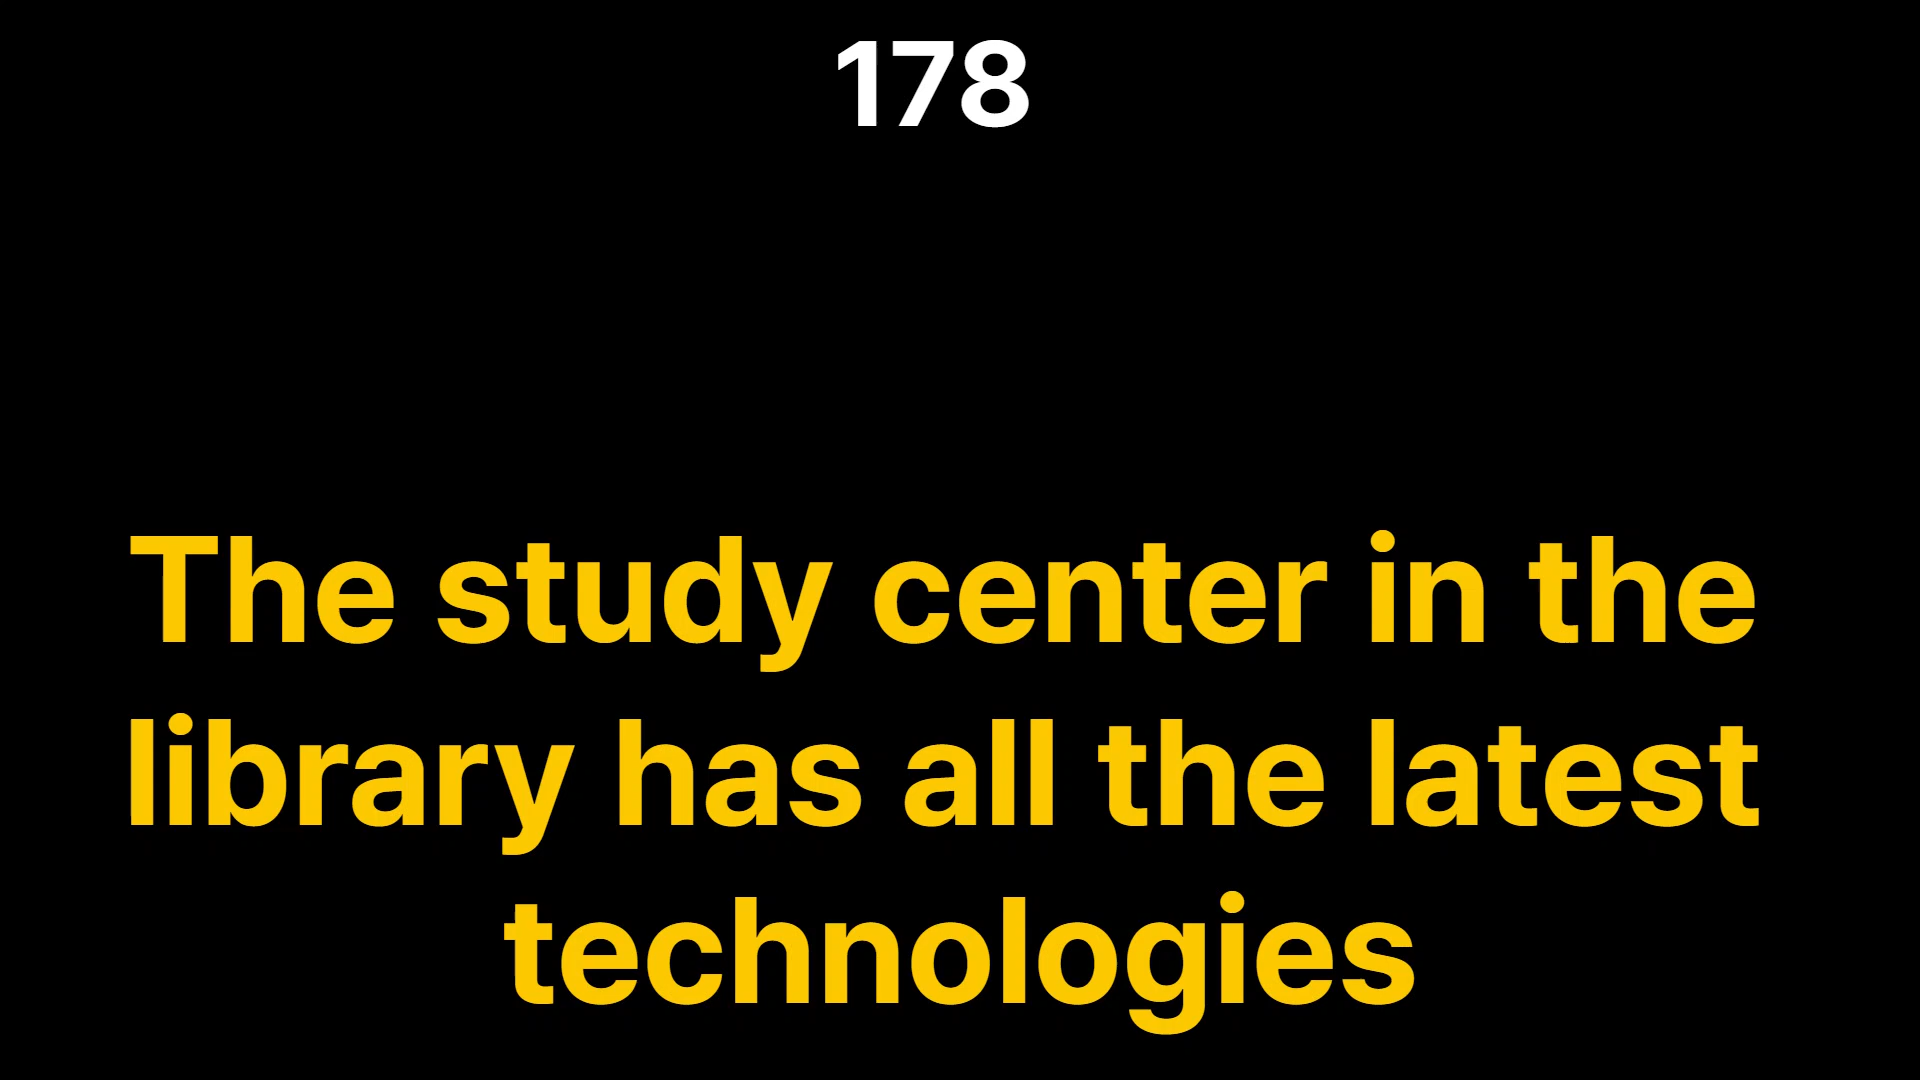 178
The study center in the
library has all the latest
technologies